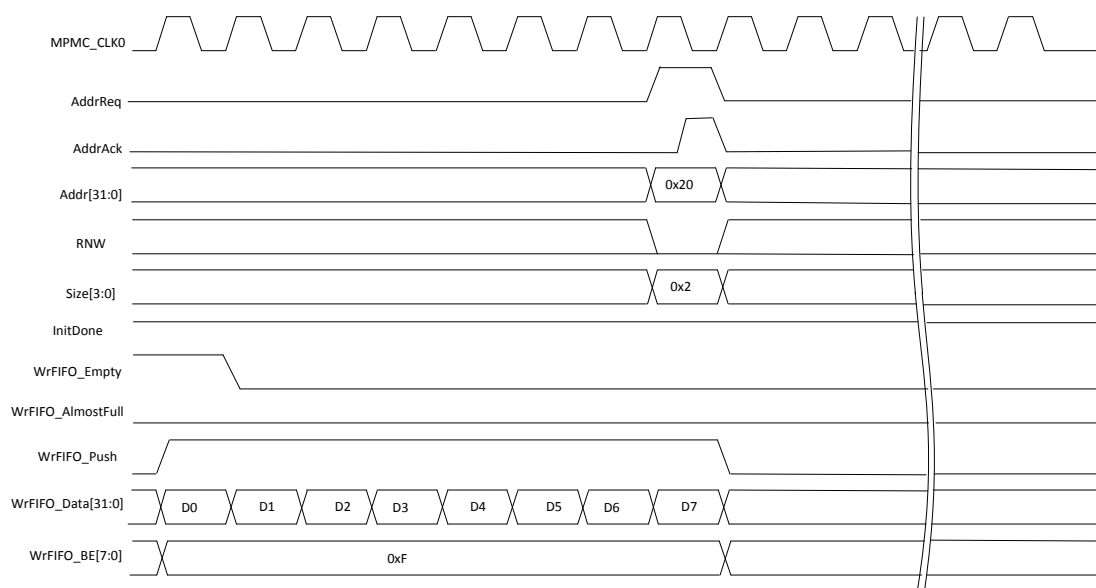 MPMC_CLK0
AddrReq
AddrAck
Addr[31:0] 0x20
RNW
Size[3:0] 0x2
InitDone
WrFIFO_Empty
WrFIFO_AlmostFull
WrFIFO_Push
WrFIFO_Data[31:0] D0 D1 D2 D3 D4 D5 D6 D7
WrFIFO_BE[7:0] 0xF